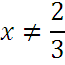 x ≠ 2/3